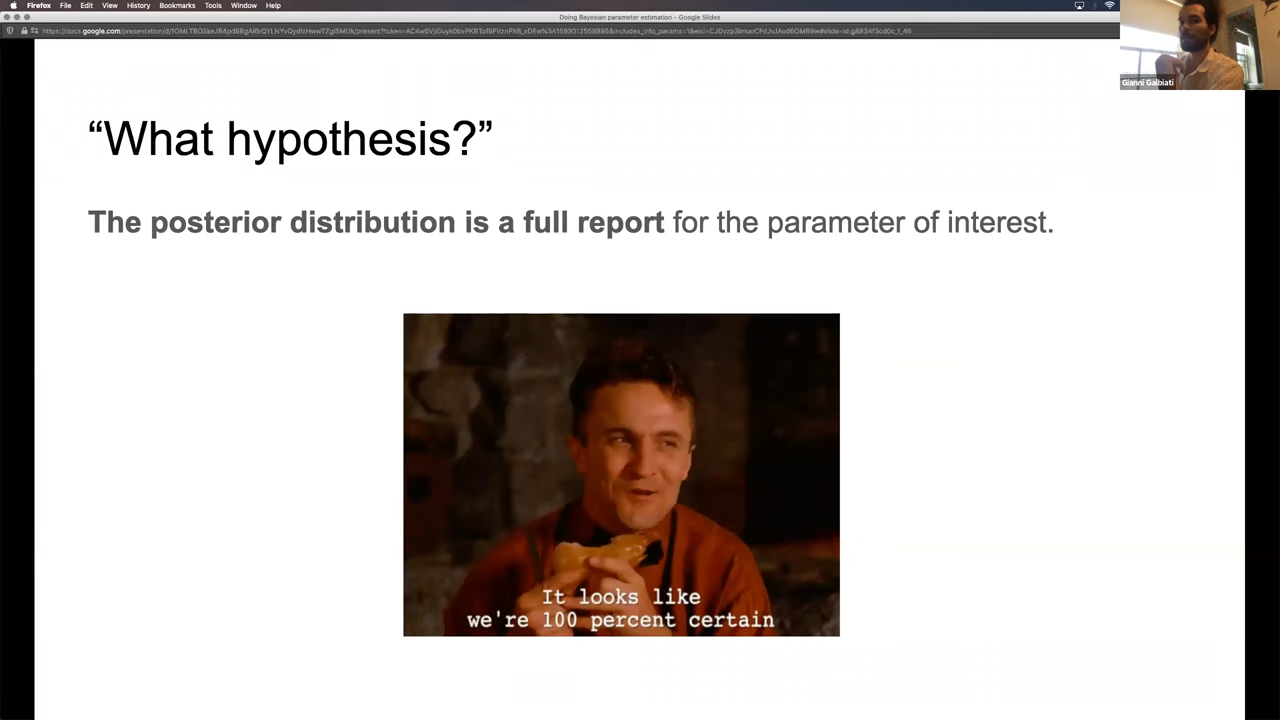 Firefox File Edit View History Bookmarks Tools Window Help
Doing Bayesian parameter estimation - Google Slides
Gianni Galbiati
“What hypothesis?”
The posterior distribution is a full report for the parameter of interest.
It looks like
we're 100 percent certain